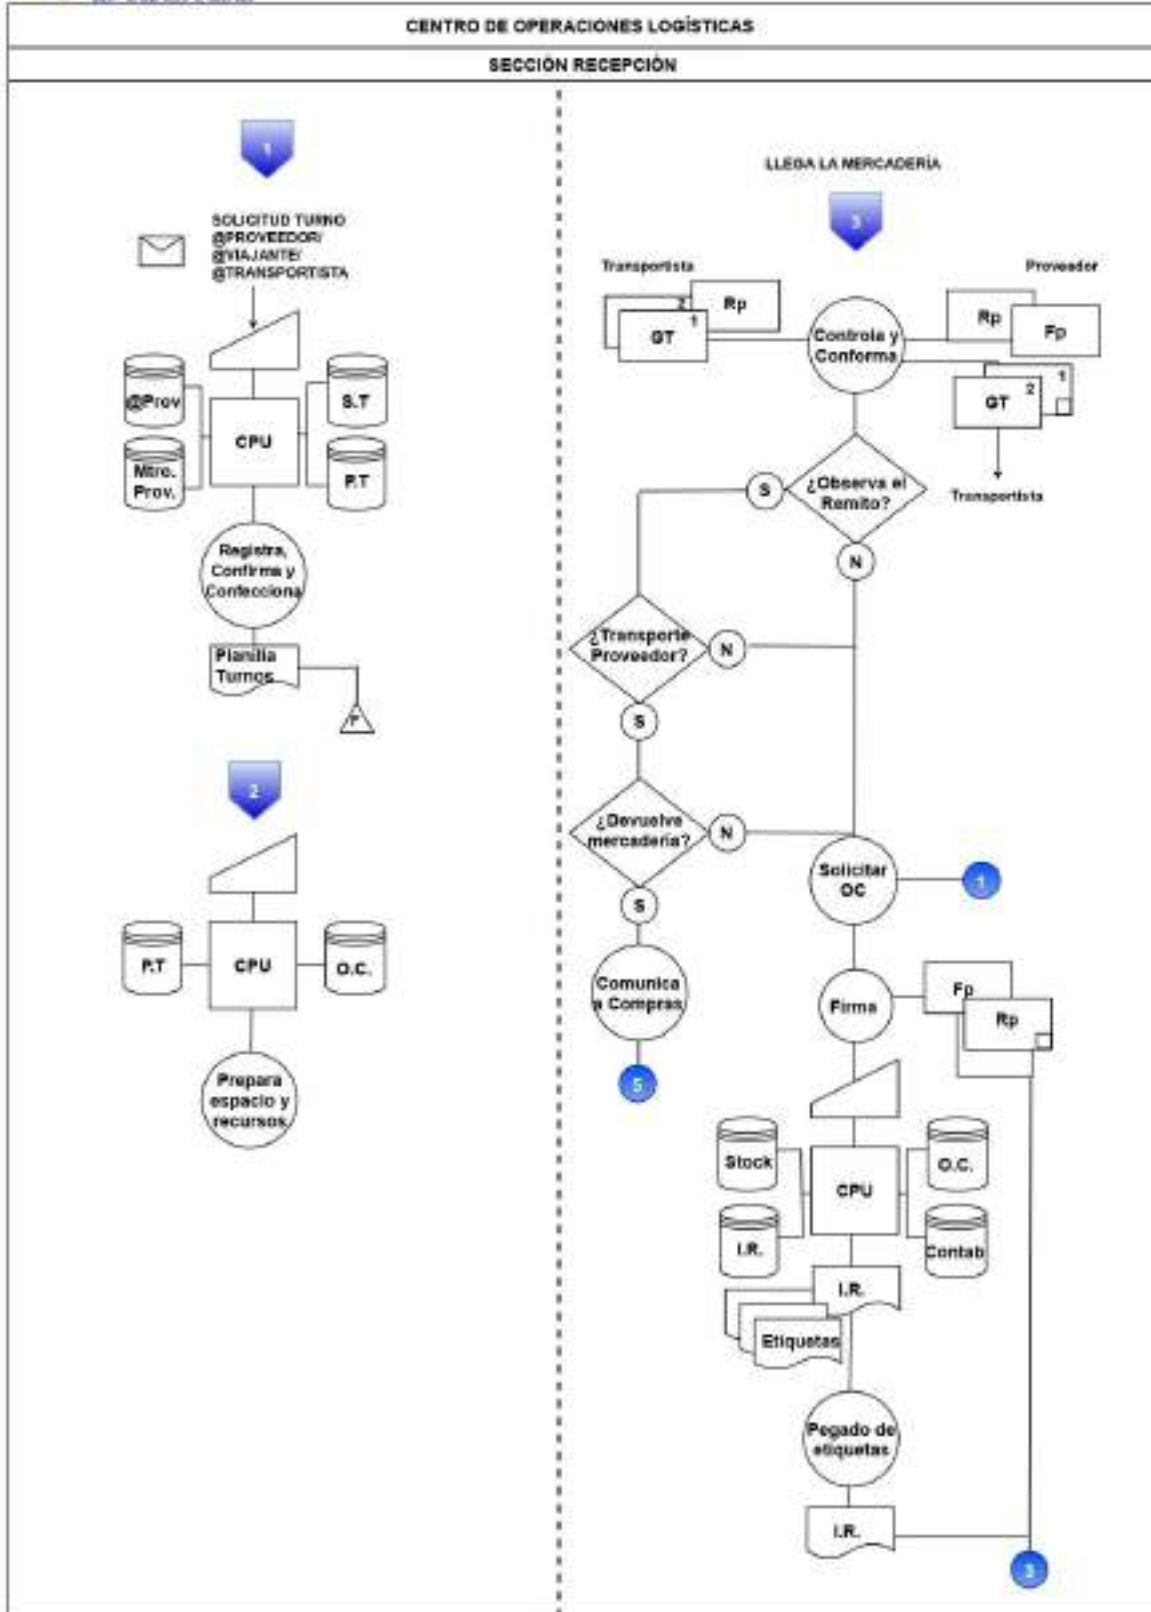 CENTRO DE OPERACIONES LOGÍSTICAS
SECCIÓN RECEPCIÓN
1
SOLICITUD TURNO
@PROVEEDOR/
@VIAJANTE/
@TRANSPORTISTA
@Prov
Mtro.
Prov.
CPU
S.T
P.T
Registra,
Confirma y
Confecciona
Planilla
Turnos
P
2
P.T
CPU
O.C.
Prepara
espacio y
recursos
LLEGA LA MERCADERÍA
3
Transportista
2
1
GT
Rp
Controla y
Conforma
Proveedor
Rp
Fp
1
2
GT
Transportista
¿Observa el
Remito?
S
N
¿Transporte
Proveedor?
N
S
¿Devuelve
mercadería?
N
S
Comunica
a Compras
5
Solicitar
OC
1
Firma
Fp
Rp
Stock
I.R.
CPU
O.C.
Contab
I.R.
Etiquetas
Pegado de
etiquetas
I.R.
3